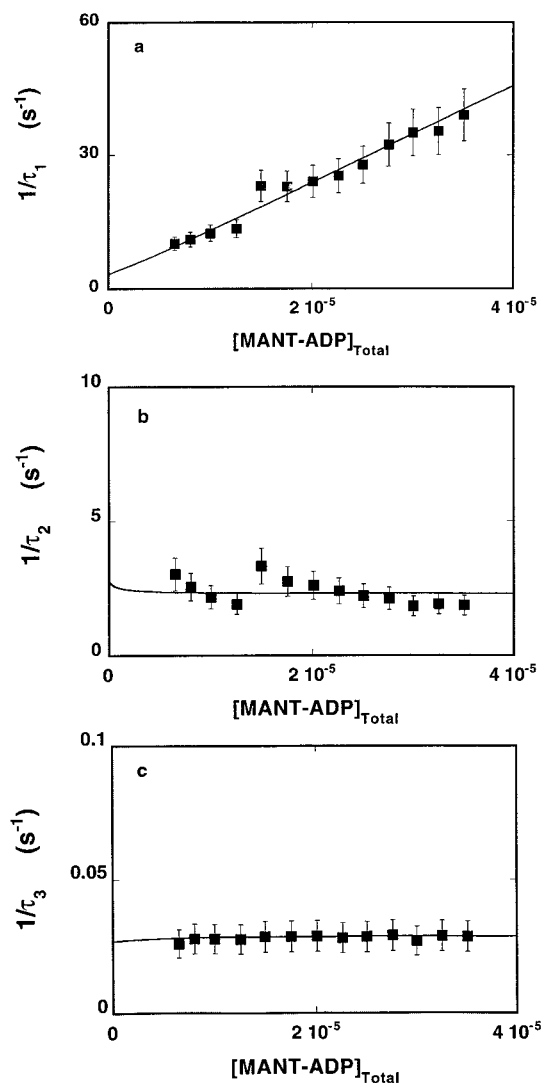 60
a
1/τ1 (s-1)
30
0
0
2 10-5
4 10-5
[MANT-ADP]Total
10
b
1/τ2 (s-1)
5
0
0
2 10-5
4 10-5
[MANT-ADP]Total
0.1
c
1/τ3 (s-1)
0.05
0
0
2 10-5
4 10-5
[MANT-ADP]Total